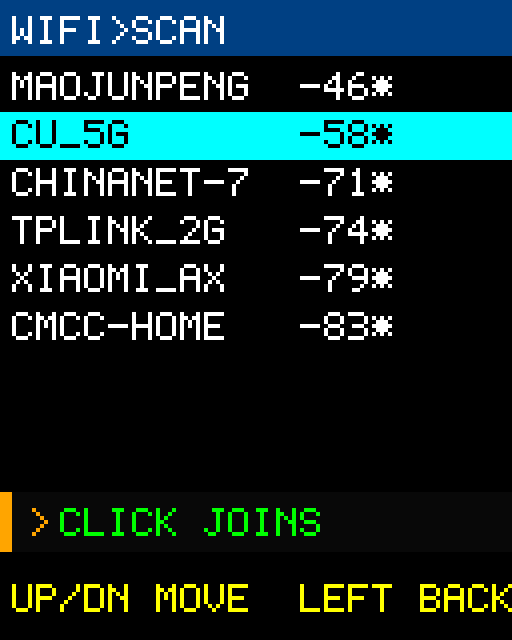 WIFI>SCAN
MAOJUNPENG -46*
CU_5G -58*
CHINANET-7 -71*
TPLINK_2G -74*
XIAOMI_AX -79*
CMCC-HOME -83*
>CLICK JOINS
UP/DN MOVE LEFT BACK